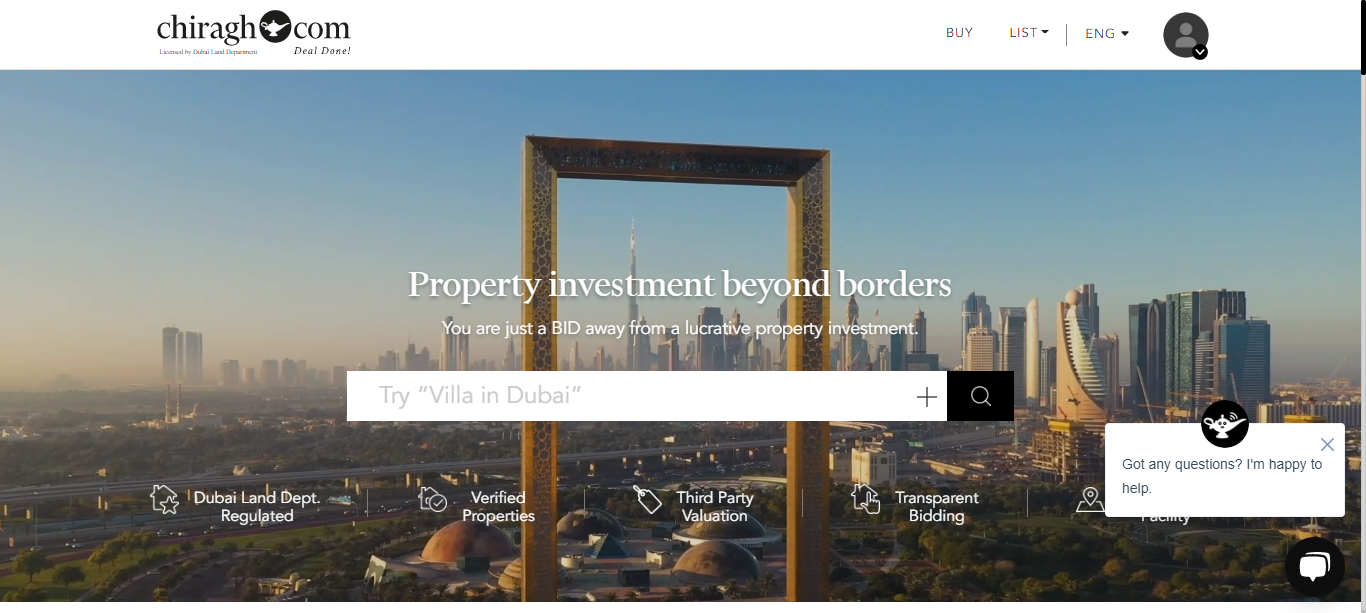 chiragh com
Licensed by Dubai Land Department
Deal Done!
BUY
LIST
ENG
Property investment beyond borders
You are just a BID away from a lucrative property investment.
Try “Villa in Dubai”
Dubai Land Dept.
Regulated
Verified
Properties
Third Party
Valuation
Transparent
Bidding
Facility
Got any questions? I'm happy to
help.